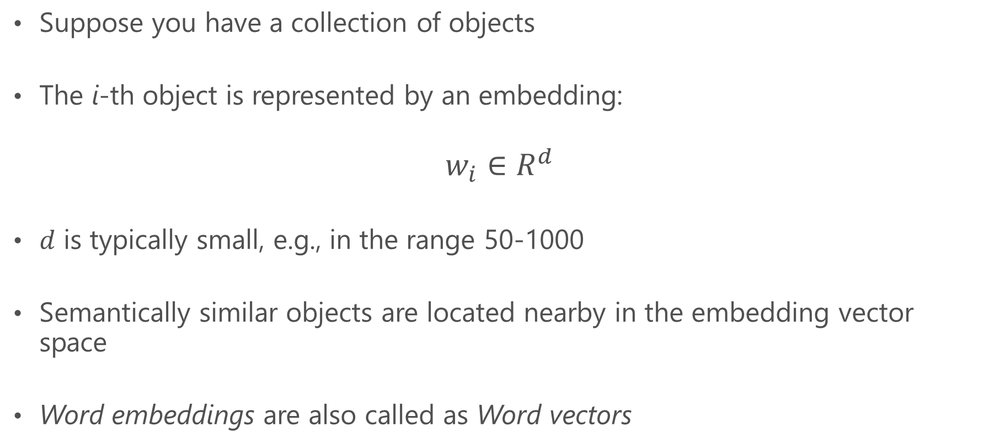 • Suppose you have a collection of objects
• The i-th object is represented by an embedding:
wᵢ ∈ Rᵈ
• d is typically small, e.g., in the range 50-1000
• Semantically similar objects are located nearby in the embedding vector
space
• Word embeddings are also called as Word vectors